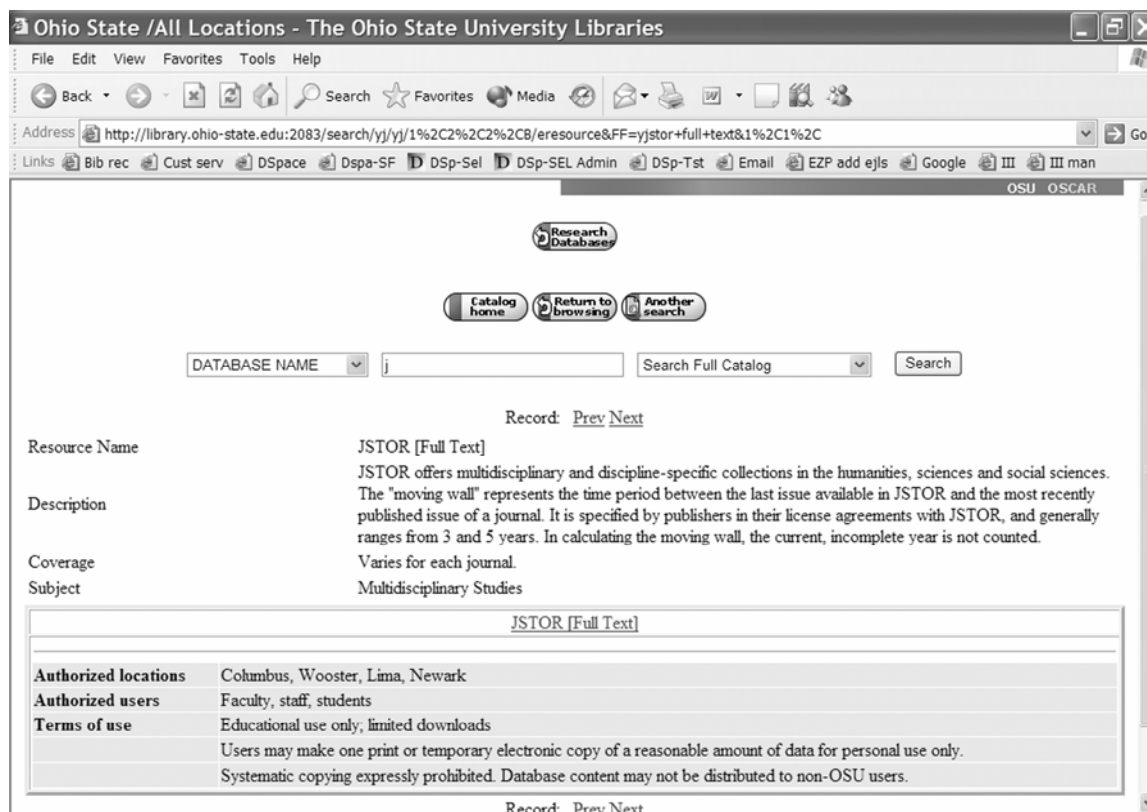 Ohio State /All Locations - The Ohio State University Libraries
File Edit View Favorites Tools Help
Back Search Favorites Media
Address http://library.ohio-state.edu:2083/search/yj/yj/1%2C2%2C2%2CB/eresource&FF=yjstor+full+text&1%2C1%2C Go
Links Bib rec Cust serv DSpace Dspa-SF DSp-Sel DSp-SEL Admin DSp-Tst Email EZP add ejls Google III III man
OSU OSCAR
Research
Databases
Catalog home Return to browsing Another search
DATABASE NAME j Search Full Catalog Search
Record: Prev Next
Resource Name JSTOR [Full Text]
JSTOR offers multidisciplinary and discipline-specific collections in the humanities, sciences and social sciences.
The "moving wall" represents the time period between the last issue available in JSTOR and the most recently
Description published issue of a journal. It is specified by publishers in their license agreements with JSTOR, and generally
ranges from 3 and 5 years. In calculating the moving wall, the current, incomplete year is not counted.
Coverage Varies for each journal.
Subject Multidisciplinary Studies
JSTOR [Full Text]
Authorized locations Columbus, Wooster, Lima, Newark
Authorized users Faculty, staff, students
Terms of use Educational use only; limited downloads
Users may make one print or temporary electronic copy of a reasonable amount of data for personal use only.
Systematic copying expressly prohibited. Database content may not be distributed to non-OSU users.
Record: Prev Next